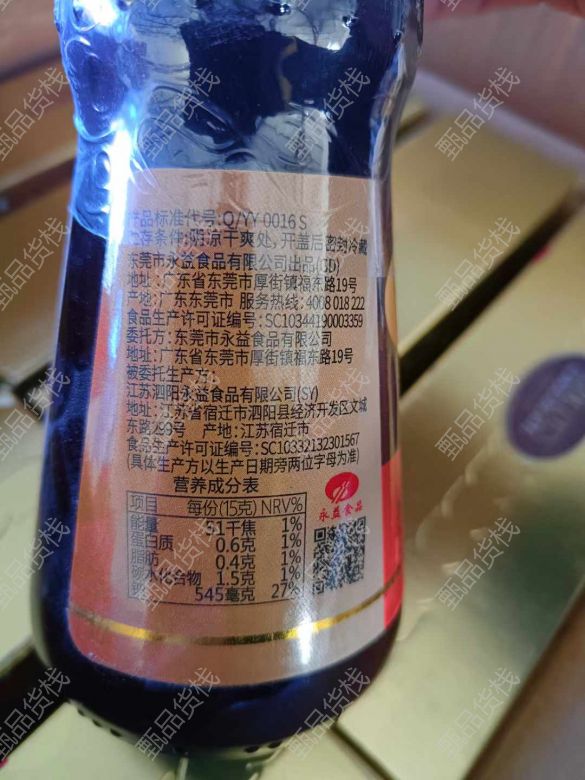 产品标准代号:Q/YY 0016 S
贮存条件:阴凉干爽处,开盖后密封冷藏
东莞市永益食品有限公司出品(GD)
地址:广东省东莞市厚街镇福东路19号
产地:广东东莞市 服务热线:4008 018 222
食品生产许可证编号:SC10344190003359
委托方:东莞市永益食品有限公司
地址:广东省东莞市厚街镇福东路19号
被委托生产方:
江苏泗阳永益食品有限公司(SY)
地址:江苏省宿迁市泗阳县经济开发区文城
东路293号 产地:江苏宿迁市
食品生产许可证编号:SC10332132301567
(具体生产方以生产日期旁两位字母为准)
营养成分表
项目 每份(15克) NRV%
能量 51千焦 1%
蛋白质 0.6克 1%
脂肪 0.4克 1%
碳水化合物 1.5克 1%
钠 545毫克 27%
永益食品
甄品货栈